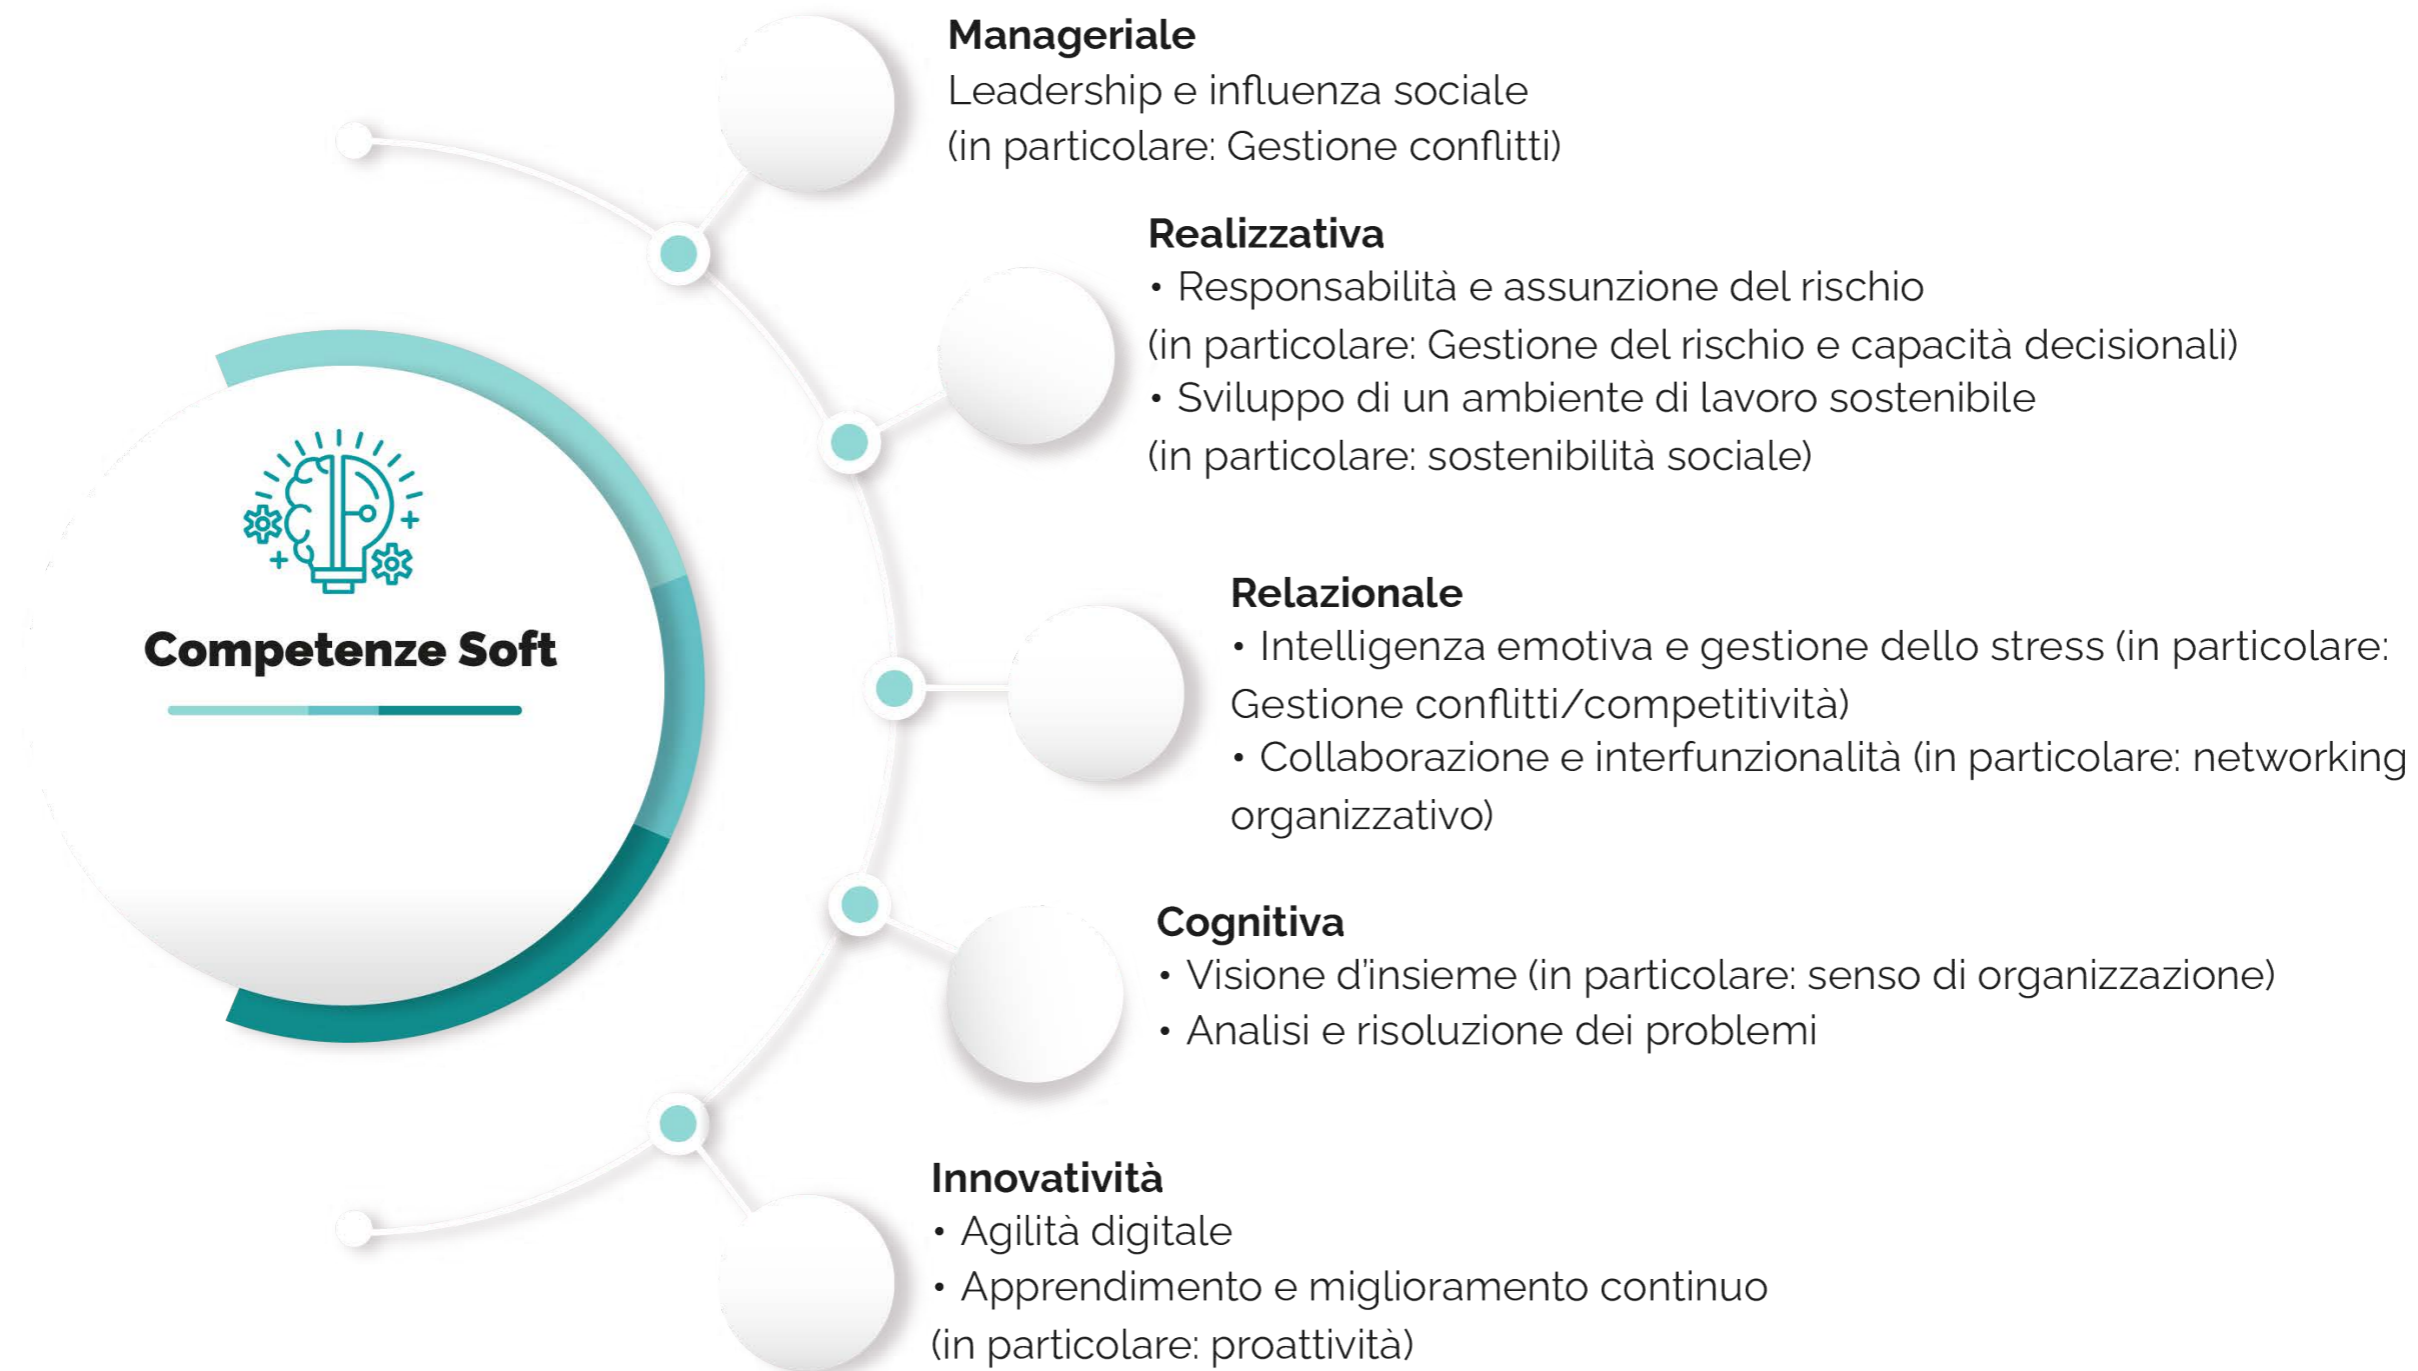 Competenze Soft
Manageriale
Leadership e influenza sociale
(in particolare: Gestione conflitti)
Realizzativa
• Responsabilità e assunzione del rischio
(in particolare: Gestione del rischio e capacità decisionali)
• Sviluppo di un ambiente di lavoro sostenibile
(in particolare: sostenibilità sociale)
Relazionale
• Intelligenza emotiva e gestione dello stress (in particolare:
Gestione conflitti/competitività)
• Collaborazione e interfunzionalità (in particolare: networking
organizzativo)
Cognitiva
• Visione d'insieme (in particolare: senso di organizzazione)
• Analisi e risoluzione dei problemi
Innovatività
• Agilità digitale
• Apprendimento e miglioramento continuo
(in particolare: proattività)